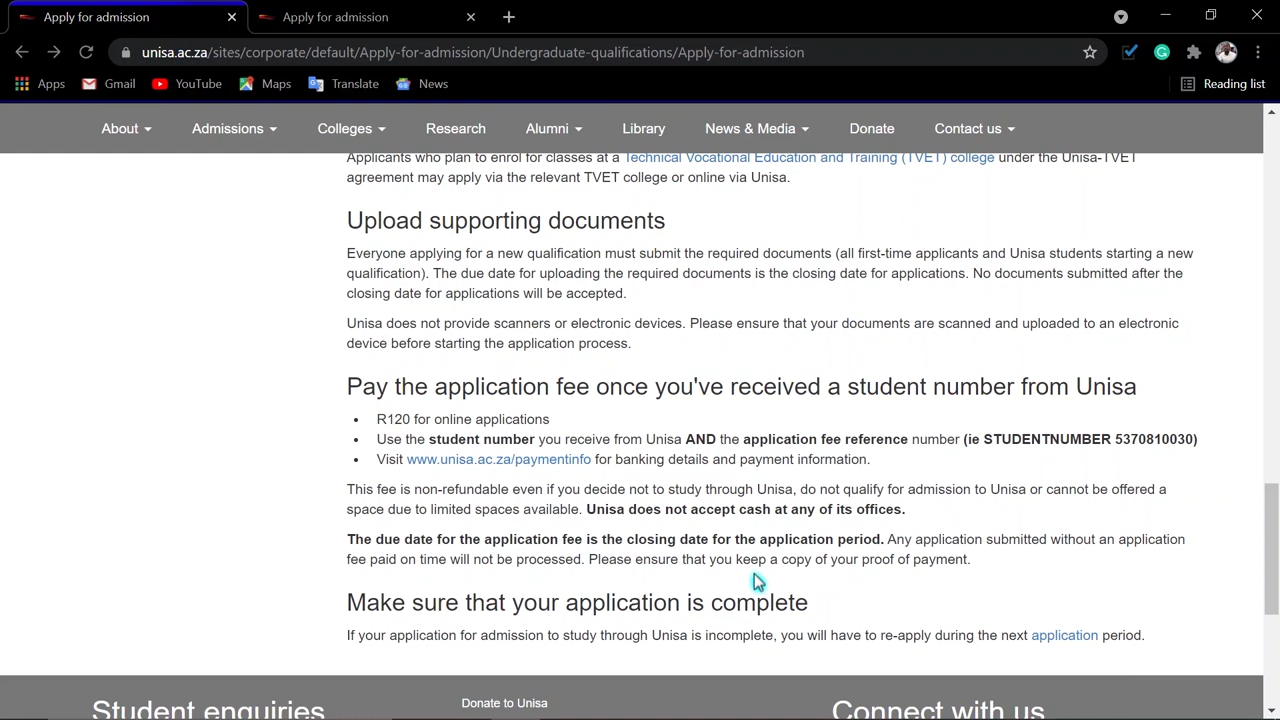 Apply for admission
Apply for admission
unisa.ac.za/sites/corporate/default/Apply-for-admission/Undergraduate-qualifications/Apply-for-admission
Apps Gmail YouTube Maps Translate News Reading list
About Admissions Colleges Research Alumni Library News & Media Donate Contact us
Applicants who plan to enrol for classes at a Technical Vocational Education and Training (TVET) college under the Unisa-TVET
agreement may apply via the relevant TVET college or online via Unisa.
Upload supporting documents
Everyone applying for a new qualification must submit the required documents (all first-time applicants and Unisa students starting a new
qualification). The due date for uploading the required documents is the closing date for applications. No documents submitted after the
closing date for applications will be accepted.
Unisa does not provide scanners or electronic devices. Please ensure that your documents are scanned and uploaded to an electronic
device before starting the application process.
Pay the application fee once you've received a student number from Unisa
• R120 for online applications
• Use the student number you receive from Unisa AND the application fee reference number (ie STUDENTNUMBER 5370810030)
• Visit www.unisa.ac.za/paymentinfo for banking details and payment information.
This fee is non-refundable even if you decide not to study through Unisa, do not qualify for admission to Unisa or cannot be offered a
space due to limited spaces available. Unisa does not accept cash at any of its offices.
The due date for the application fee is the closing date for the application period. Any application submitted without an application
fee paid on time will not be processed. Please ensure that you keep a copy of your proof of payment.
Make sure that your application is complete
If your application for admission to study through Unisa is incomplete, you will have to re-apply during the next application period.
Student enquiries Donate to Unisa Connect with us